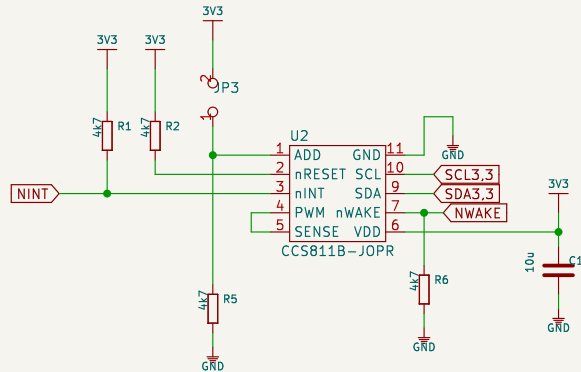 3V3
3V3 3V3
2
JP3
1
4k7 R1
4k7 R2
U2
1 ADD GND 11
GND
2 nRESET SCL 10 SCL3,3
NINT
3 nINT SDA 9 SDA3,3
3V3
4 PWM nWAKE 7 NWAKE
5 SENSE VDD 6
CCS811B-JOPR
10u C1
4k7 R5
4k7 R6
GND
GND
GND